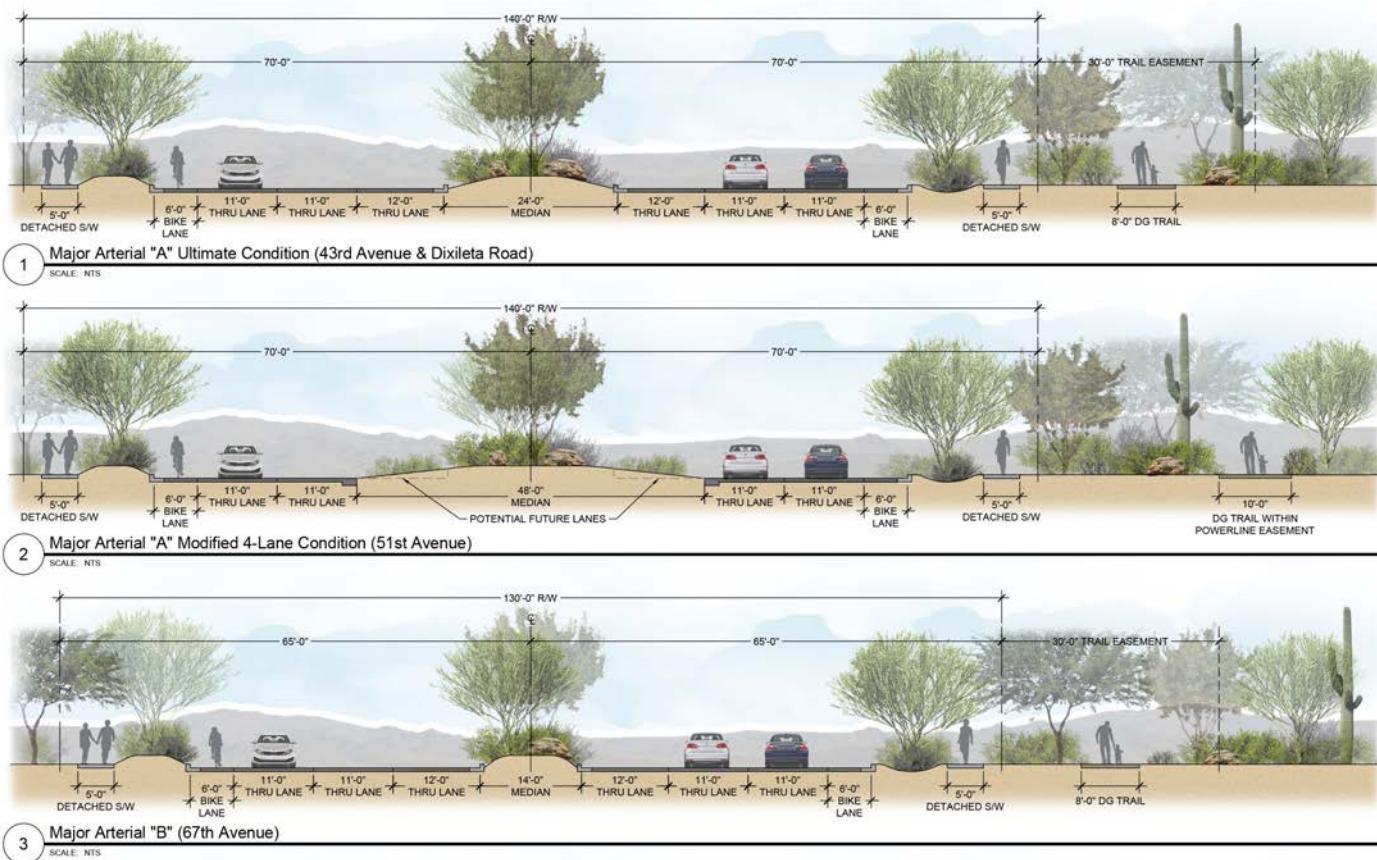 140'-0" R/W
℄
70'-0" 70'-0" 30'-0" TRAIL EASEMENT
5'-0"
DETACHED S/W
6'-0"
BIKE
LANE
11'-0"
THRU LANE
11'-0"
THRU LANE
12'-0"
THRU LANE
24'-0"
MEDIAN
12'-0"
THRU LANE
11'-0"
THRU LANE
11'-0"
THRU LANE
6'-0"
BIKE
LANE
5'-0"
DETACHED S/W
8'-0" DG TRAIL
1 Major Arterial "A" Ultimate Condition (43rd Avenue & Dixileta Road)
SCALE: NTS
140'-0" R/W
℄
70'-0" 70'-0"
5'-0"
DETACHED S/W
6'-0"
BIKE
LANE
11'-0"
THRU LANE
11'-0"
THRU LANE
48'-0"
MEDIAN
POTENTIAL FUTURE LANES
11'-0"
THRU LANE
11'-0"
THRU LANE
6'-0"
BIKE
LANE
5'-0"
DETACHED S/W
10'-0"
DG TRAIL WITHIN
POWERLINE EASEMENT
2 Major Arterial "A" Modified 4-Lane Condition (51st Avenue)
SCALE: NTS
130'-0" R/W
℄
65'-0" 65'-0" 30'-0" TRAIL EASEMENT
5'-0"
DETACHED S/W
6'-0"
BIKE
LANE
11'-0"
THRU LANE
11'-0"
THRU LANE
12'-0"
THRU LANE
14'-0"
MEDIAN
12'-0"
THRU LANE
11'-0"
THRU LANE
11'-0"
THRU LANE
6'-0"
BIKE
LANE
5'-0"
DETACHED S/W
8'-0" DG TRAIL
3 Major Arterial "B" (67th Avenue)
SCALE: NTS